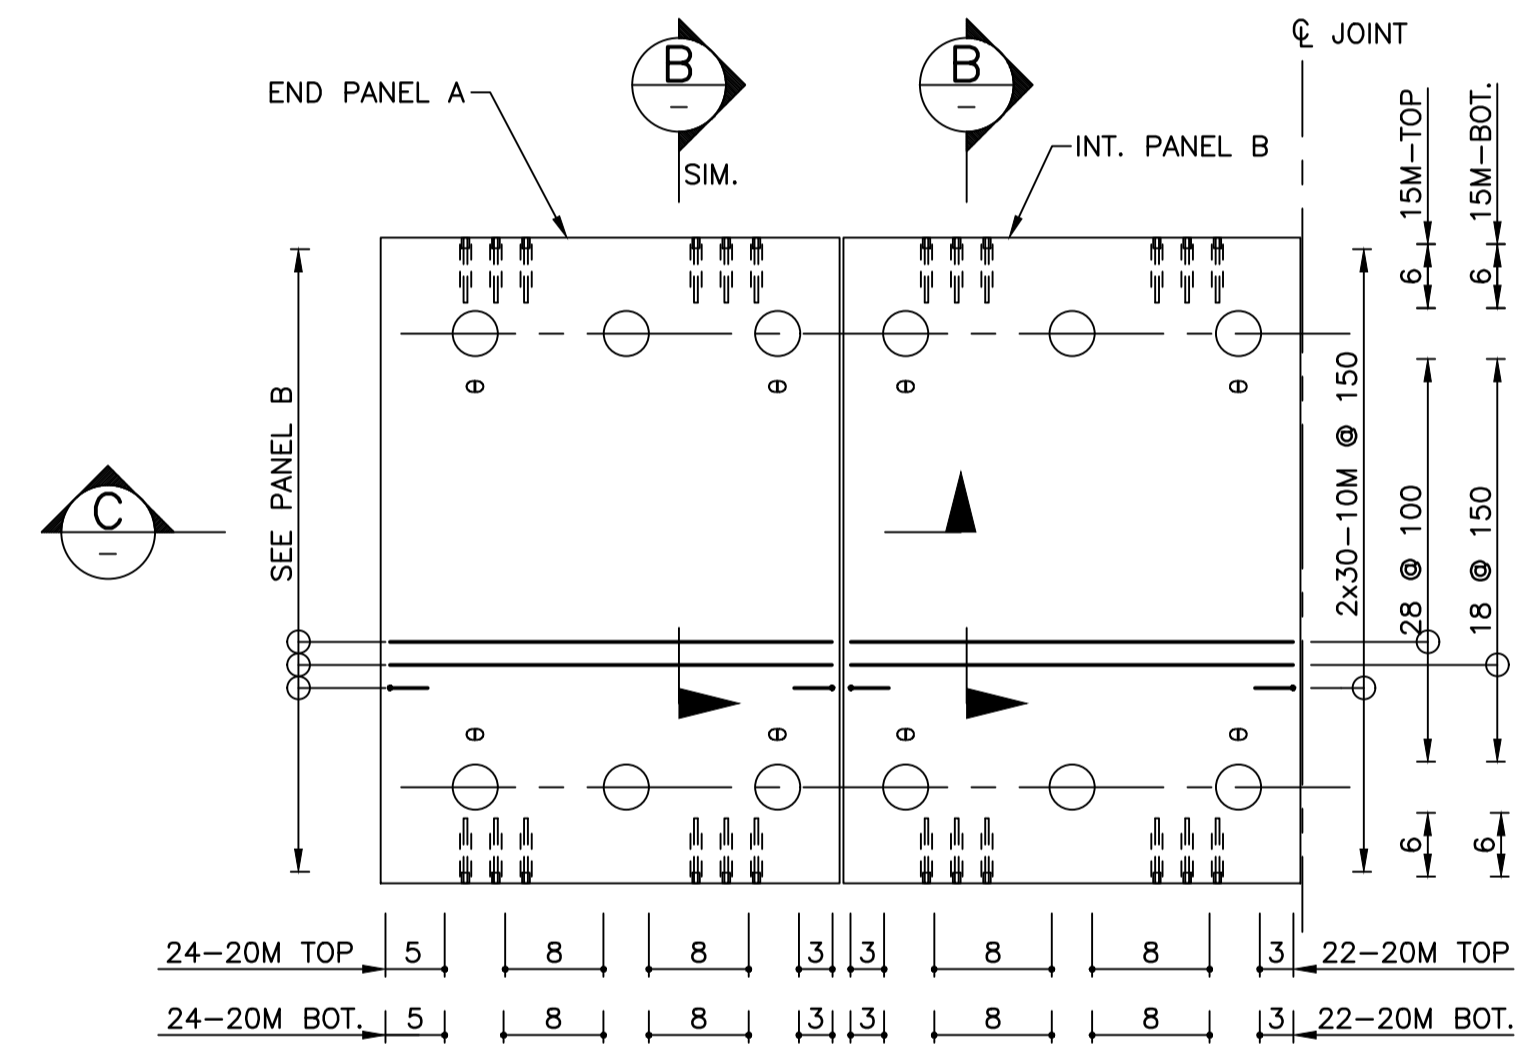 ℄ JOINT
B
–
B
–
END PANEL A
SIM.
INT. PANEL B
15M–TOP
15M–BOT.
6
6
SEE PANEL B
2x30–10M @ 150
28 @ 100
18 @ 150
C
–
6
6
24–20M TOP 5 8 8 3 3 8 8 3 22–20M TOP
24–20M BOT. 5 8 8 3 3 8 8 3 22–20M BOT.